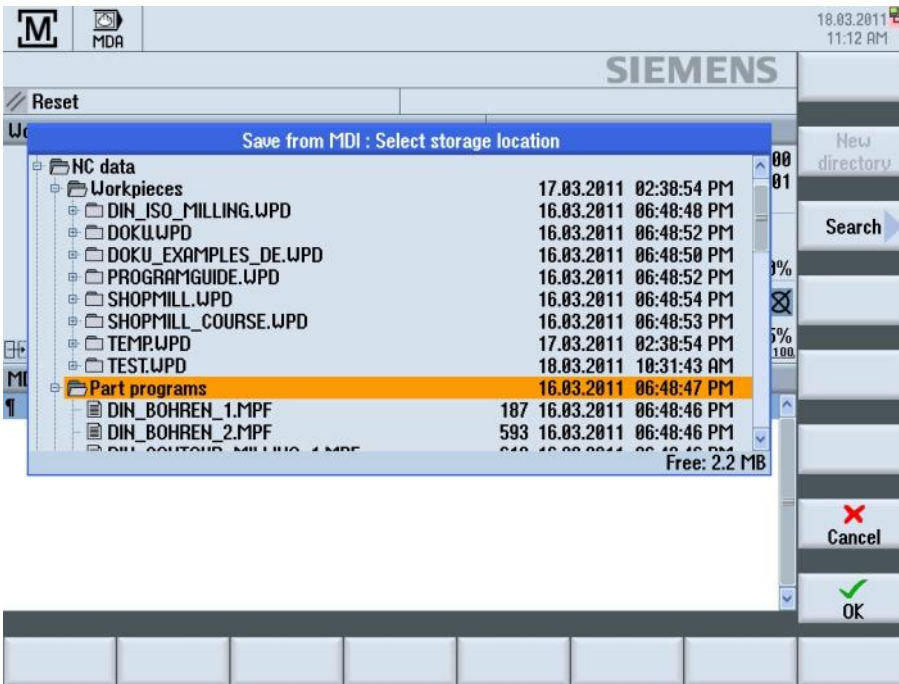 M
MDA
18.03.2011
11:12 AM
SIEMENS
Reset
Save from MDI : Select storage location
New
directory
NC data
00
Workpieces 17.03.2011 02:38:54 PM
01
DIN_ISO_MILLING.WPD 16.03.2011 06:48:48 PM
DOKU.WPD 16.03.2011 06:48:52 PM
Search
DOKU_EXAMPLES_DE.WPD 16.03.2011 06:48:50 PM
PROGRAMGUIDE.WPD 16.03.2011 06:48:52 PM
SHOPMILL.WPD 16.03.2011 06:48:54 PM
SHOPMILL_COURSE.WPD 16.03.2011 06:48:53 PM
TEMP.WPD 17.03.2011 02:38:54 PM
TEST.WPD 18.03.2011 10:31:43 AM
Part programs 16.03.2011 06:48:47 PM
DIN_BOHREN_1.MPF 187 16.03.2011 06:48:46 PM
DIN_BOHREN_2.MPF 593 16.03.2011 06:48:46 PM
Free: 2.2 MB
Cancel
OK